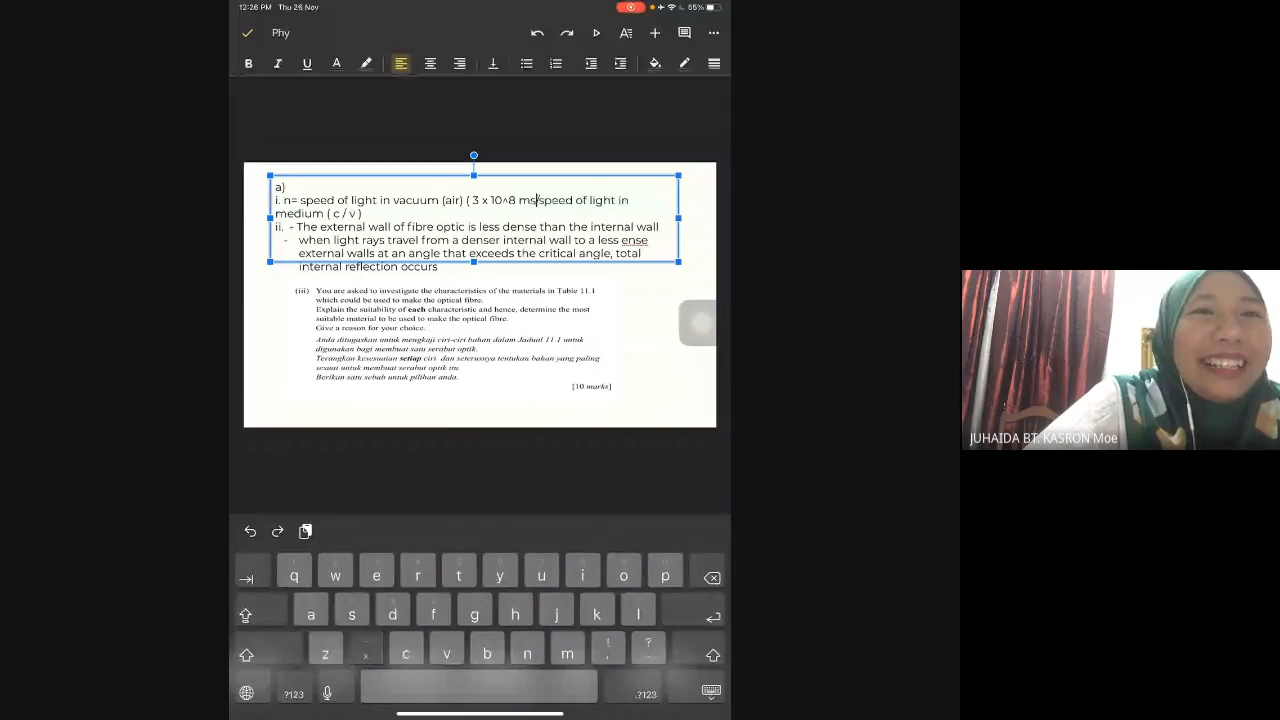 12:26 PM Thu 26 Nov
65%
Phy
B I U A
a)
i. n= speed of light in vacuum (air) ( 3 x 10^8 ms/speed of light in
medium ( c / v )
ii. - The external wall of fibre optic is less dense than the internal wall
- when light rays travel from a denser internal wall to a less ense
external walls at an angle that exceeds the critical angle, total
internal reflection occurs
(iii) You are asked to investigate the characteristics of the materials in Table 11.1
which could be used to make the optical fibre.
Explain the suitability of each characteristic and hence, determine the most
suitable material to be used to make the optical fibre.
Give a reason for your choice.
Anda ditugaskan untuk mengkaji ciri-ciri bahan dalam Jadual 11.1 untuk
digunakan bagi membuat satu serabut optik.
Terangkan kesesuaian setiap ciri dan seterusnya tentukan bahan yang paling
sesuai untuk membuat serabut optik itu.
Berikan satu sebab untuk pilihan anda.
[10 marks]
JUHAIDA BT. KASRON Moe
q w e r t y u i o p
a s d f g h j k l
z x c v b n m ! , ? .
.?123 .?123